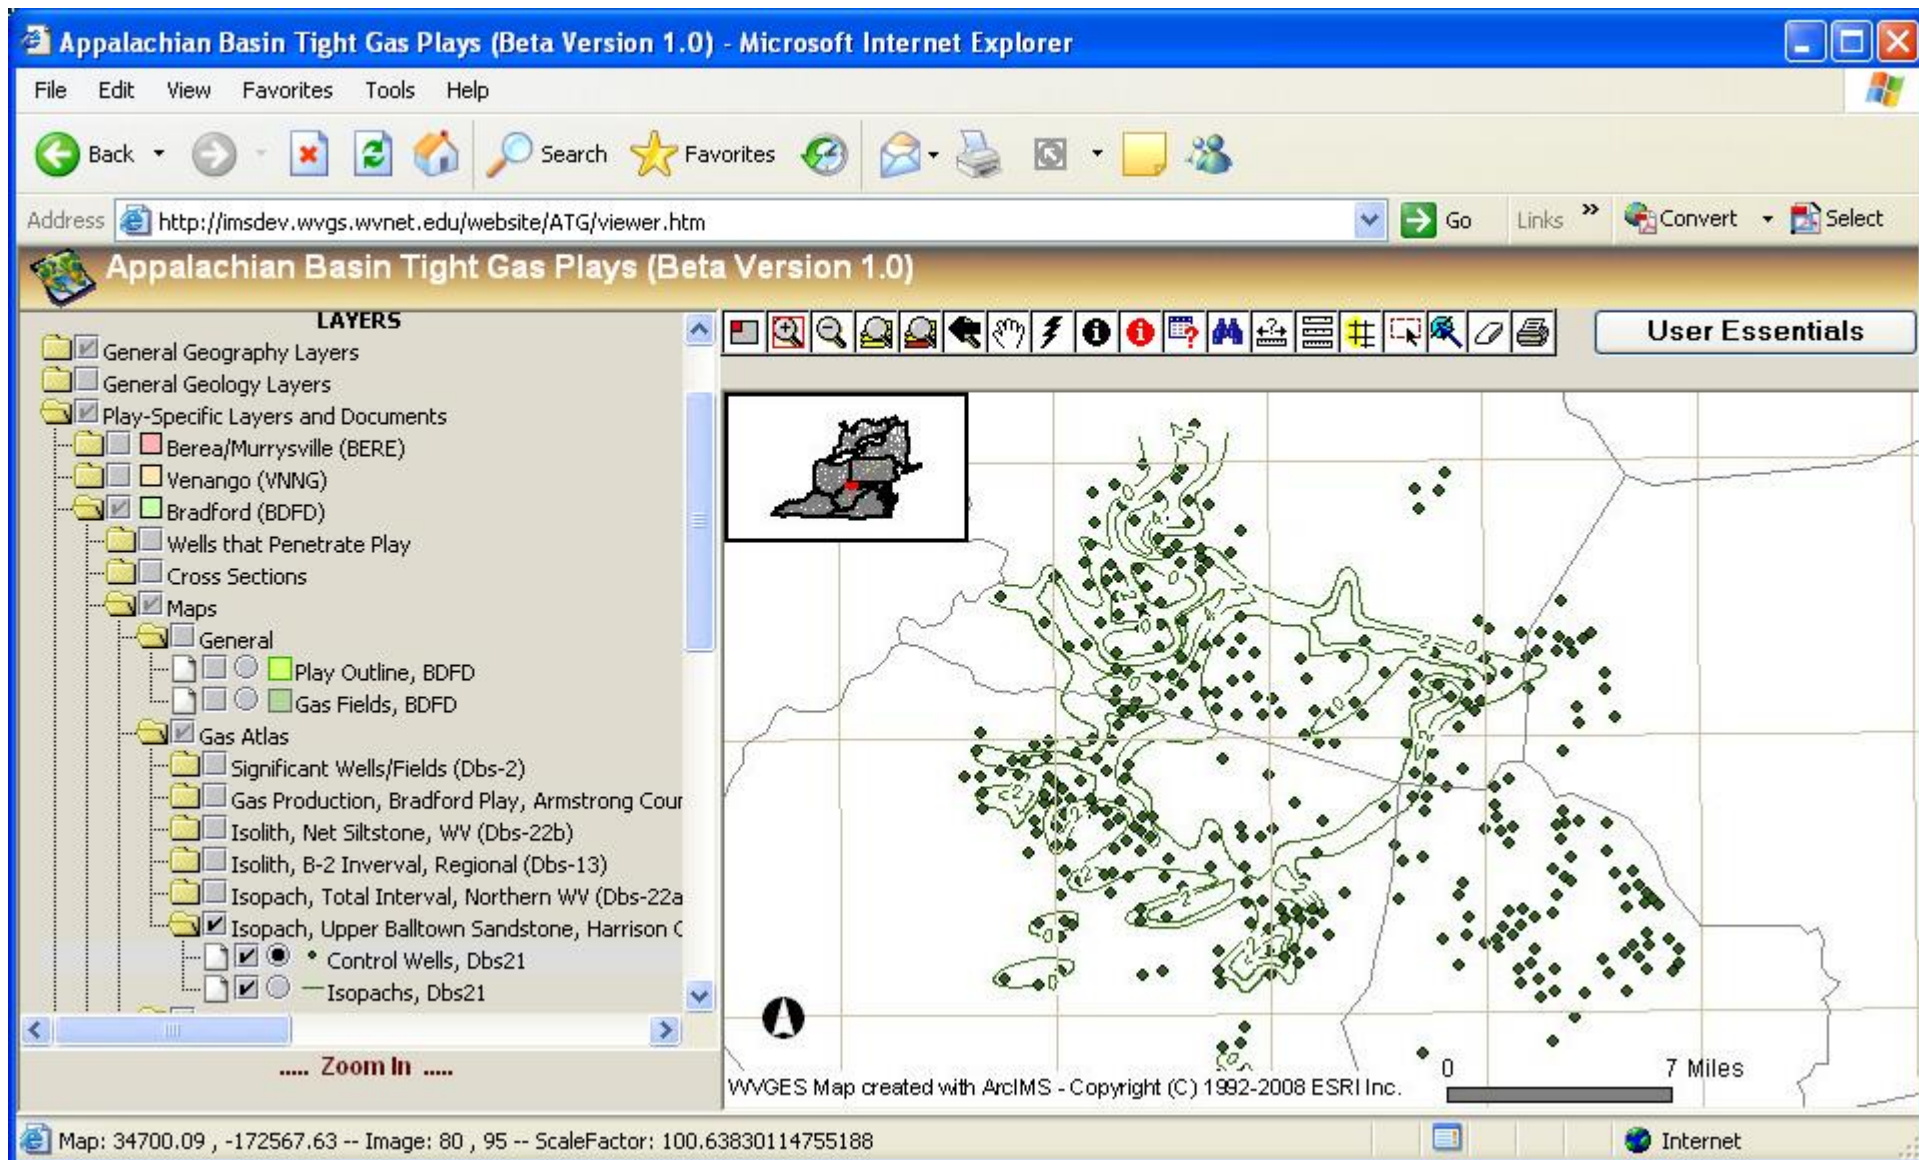 Appalachian Basin Tight Gas Plays (Beta Version 1.0) - Microsoft Internet Explorer
File Edit View Favorites Tools Help
Back Search Favorites
Address http://imsdev.wvgs.wvnet.edu/website/ATG/viewer.htm Go Links » Convert Select
Appalachian Basin Tight Gas Plays (Beta Version 1.0)
LAYERS
User Essentials
General Geography Layers
General Geology Layers
Play-Specific Layers and Documents
Berea/Murrysville (BERE)
Venango (VNNG)
Bradford (BDFD)
Wells that Penetrate Play
Cross Sections
Maps
General
Play Outline, BDFD
Gas Fields, BDFD
Gas Atlas
Significant Wells/Fields (Dbs-2)
Gas Production, Bradford Play, Armstrong Cour
Isolith, Net Siltstone, WV (Dbs-22b)
Isolith, B-2 Inverval, Regional (Dbs-13)
Isopach, Total Interval, Northern WV (Dbs-22a
Isopach, Upper Balltown Sandstone, Harrison C
Control Wells, Dbs21
Isopachs, Dbs21
..... Zoom In .....
0 7 Miles
WVGES Map created with ArcIMS - Copyright (C) 1992-2008 ESRI Inc.
Map: 34700.09 , -172567.63 -- Image: 80 , 95 -- ScaleFactor: 100.63830114755188
Internet